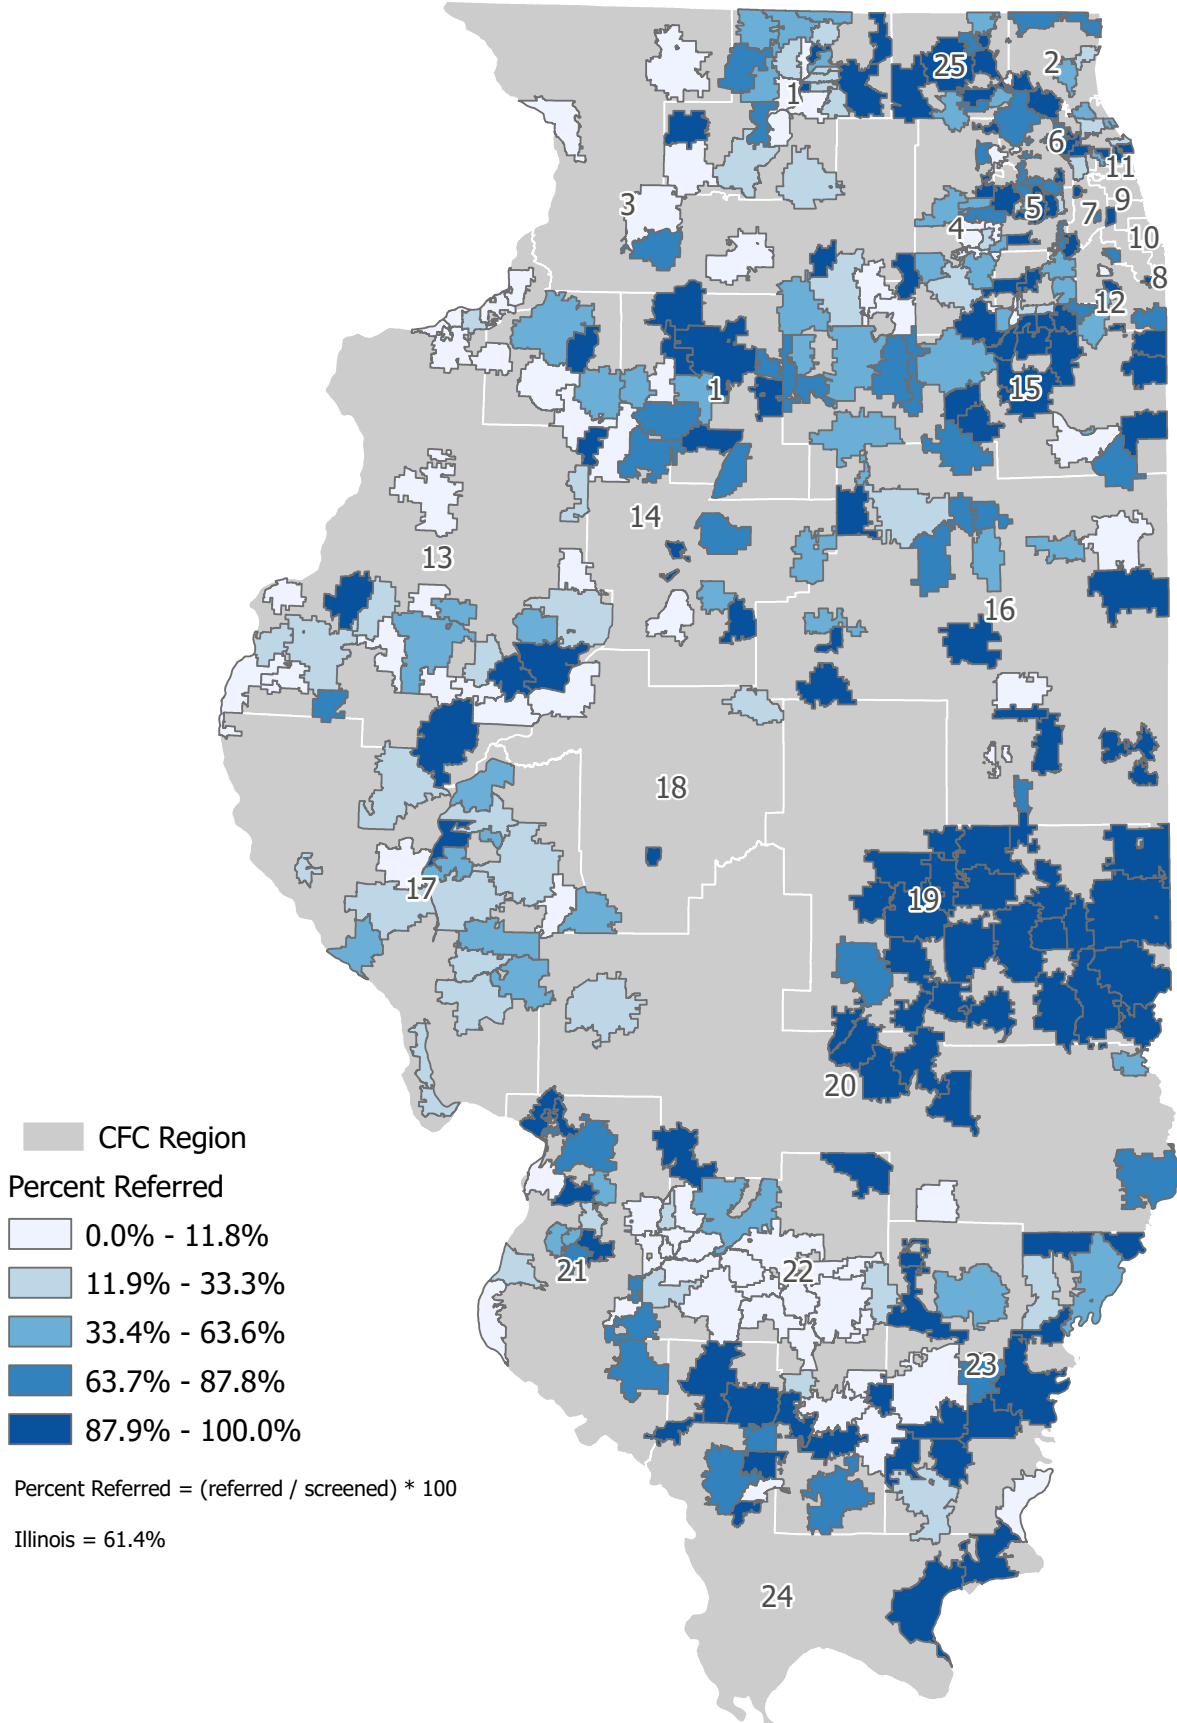 25
2
1
6
11
3
5
7
9
4
10
8
12
1
15
14
13
16
18
17
19
20
CFC Region
Percent Referred
0.0% - 11.8%
11.9% - 33.3%
21
22
33.4% - 63.6%
23
63.7% - 87.8%
87.9% - 100.0%
Percent Referred = (referred / screened) * 100
Illinois = 61.4%
24